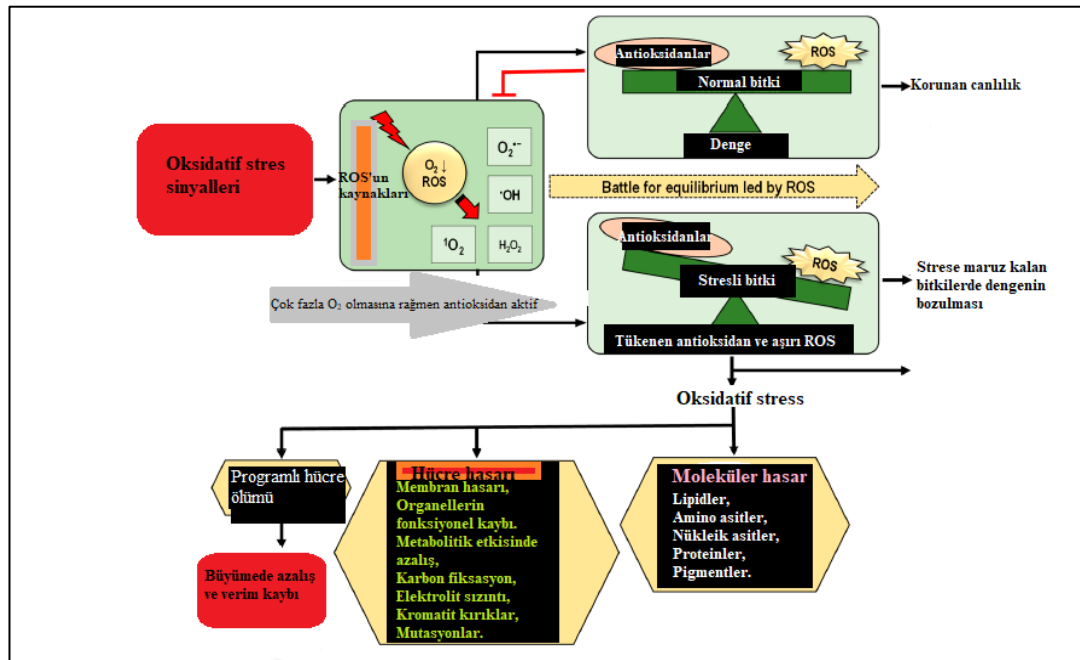 Oksidatif stres
sinyalleri
ROS'un
kaynakları
O₂↓
ROS
O₂•−
•OH
¹O₂
H₂O₂
Antioksidanlar
ROS
Normal bitki
Denge
Korunan canlılık
Battle for equilibrium led by ROS
Çok fazla O₂ olmasına rağmen antioksidan aktif
Antioksidanlar
ROS
Stresli bitki
Tükenen antioksidan ve aşırı ROS
Strese maruz kalan
bitkilerde dengenin
bozulması
Oksidatif stress
Programlı hücre
ölümü
Büyümede azalış
ve verim kaybı
Hücre hasarı
Membran hasarı,
Organellerin
fonksiyonel kaybı.
Metabolitik etkisinde
azalış,
Karbon fiksasyon,
Elektrolit sızıntı,
Kromatit kırıklar,
Mutasyonlar.
Moleküler hasar
Lipidler,
Amino asitler,
Nükleik asitler,
Proteinler,
Pigmentler.